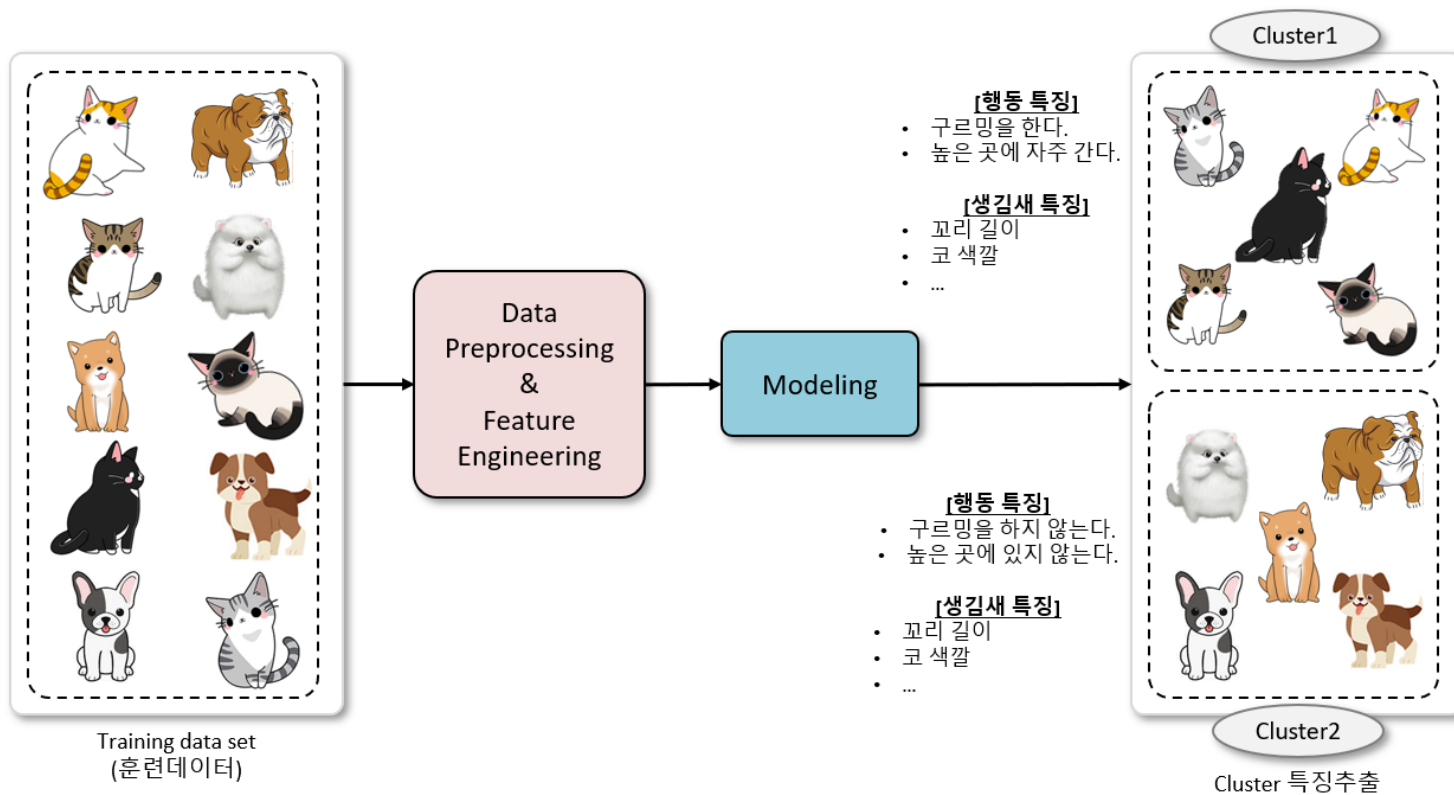 Cluster1
[행동 특징]
• 구르밍을 한다.
• 높은 곳에 자주 간다.
[생김새 특징]
• 꼬리 길이
• 코 색깔
• ...
Data
Preprocessing
&
Feature
Engineering
Modeling
[행동 특징]
• 구르밍을 하지 않는다.
• 높은 곳에 있지 않는다.
[생김새 특징]
• 꼬리 길이
• 코 색깔
• ...
Training data set
(훈련데이터)
Cluster2
Cluster 특징추출